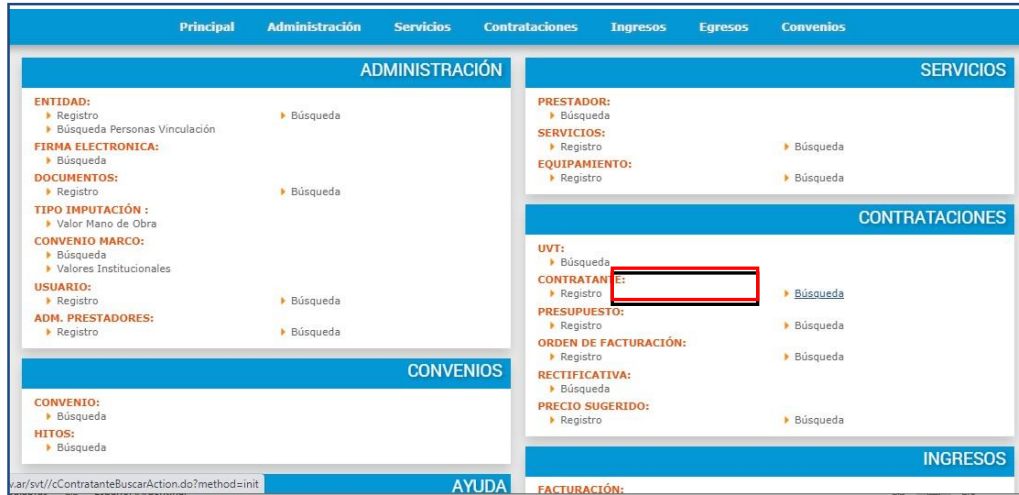 Principal Administración Servicios Contrataciones Ingresos Egresos Convenios
ADMINISTRACIÓN
ENTIDAD:
Registro Búsqueda
Búsqueda Personas Vinculación
FIRMA ELECTRONICA:
Búsqueda
DOCUMENTOS:
Registro Búsqueda
TIPO IMPUTACIÓN :
Valor Mano de Obra
CONVENIO MARCO:
Búsqueda
Valores Institucionales
USUARIO:
Registro Búsqueda
ADM. PRESTADORES:
Registro Búsqueda
CONVENIOS
CONVENIO:
Búsqueda
HITOS:
Búsqueda
AYUDA
SERVICIOS
PRESTADOR:
Búsqueda
SERVICIOS:
Registro Búsqueda
EQUIPAMIENTO:
Registro Búsqueda
CONTRATACIONES
UVT:
Búsqueda
CONTRATANTE:
Registro Búsqueda
PRESUPUESTO:
Registro Búsqueda
ORDEN DE FACTURACIÓN:
Registro Búsqueda
RECTIFICATIVA:
Búsqueda
PRECIO SUGERIDO:
Registro Búsqueda
INGRESOS
FACTURACIÓN:
v.ar/svt//cContratanteBuscarAction.do?method=init